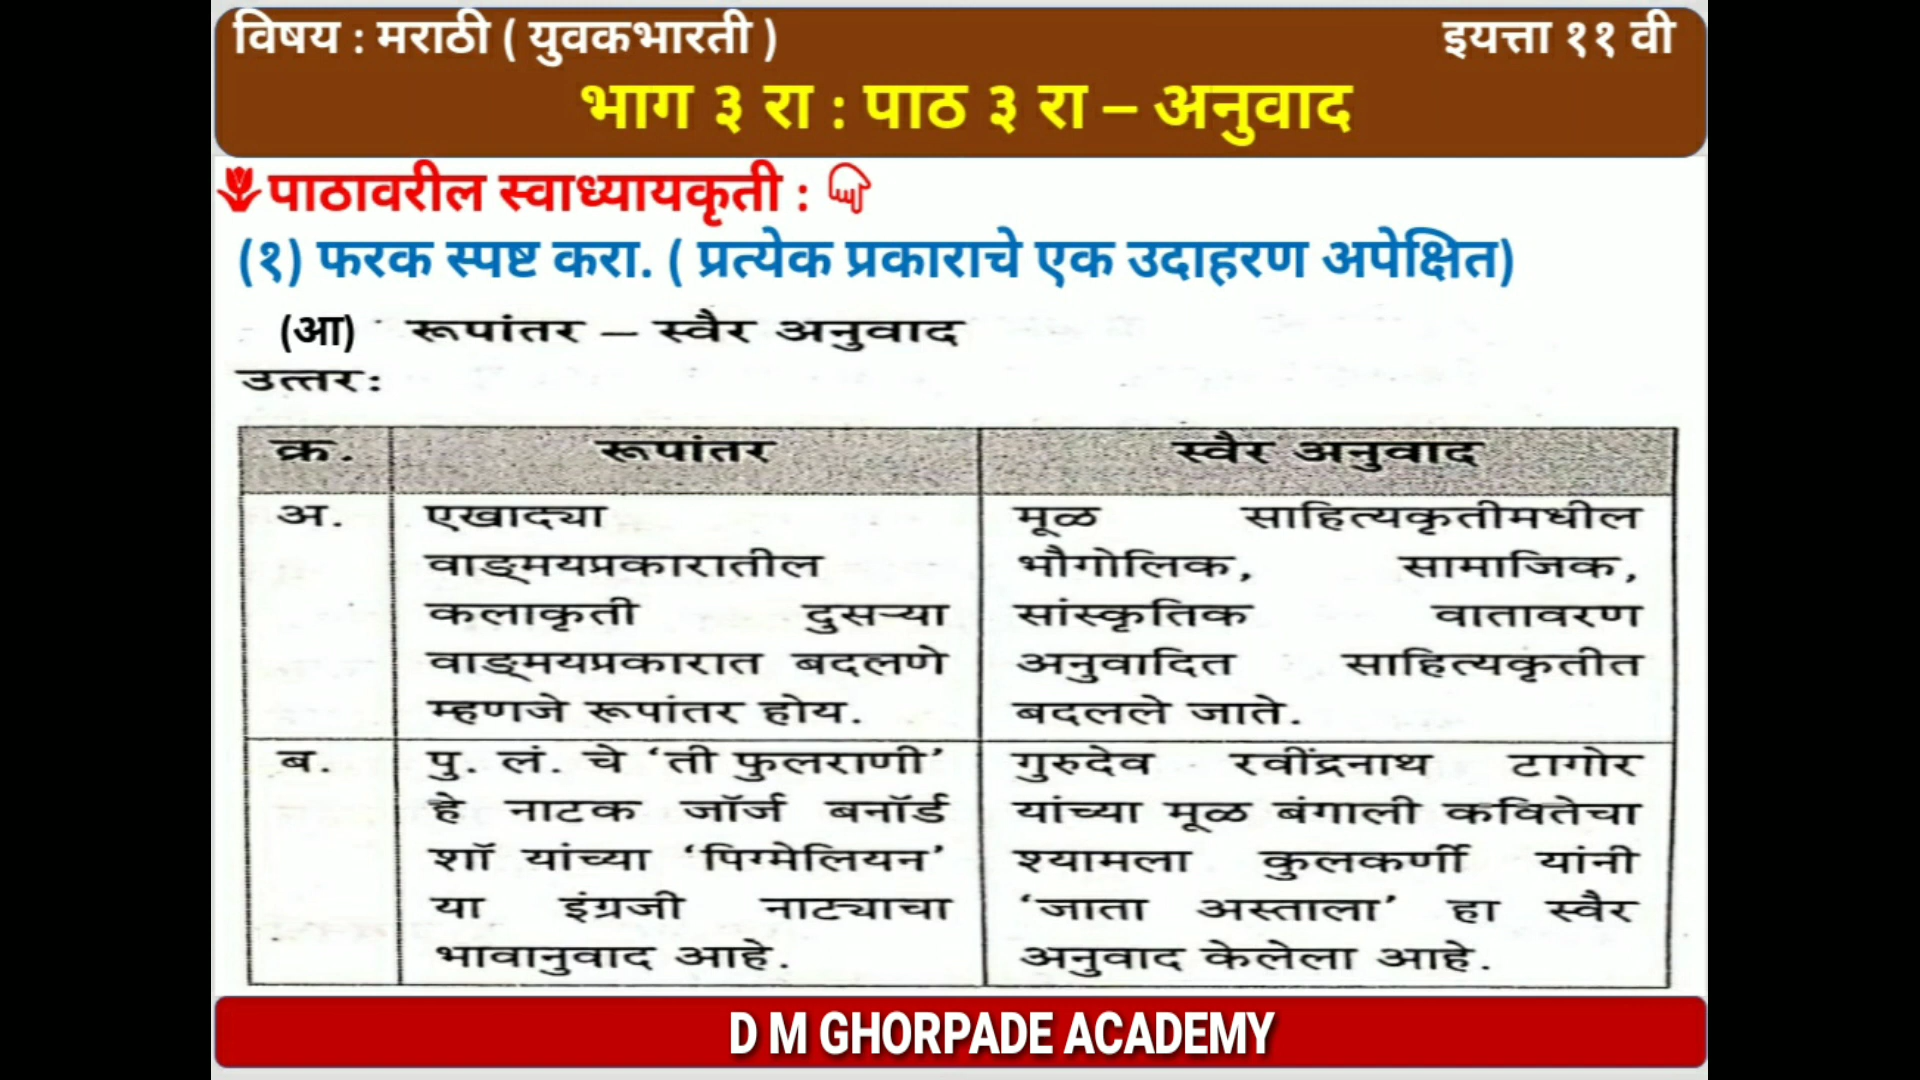 विषय : मराठी ( युवकभारती )
इयत्ता ११ वी
भाग ३ रा : पाठ ३ रा – अनुवाद
पाठावरील स्वाध्यायकृती :
(१) फरक स्पष्ट करा. ( प्रत्येक प्रकाराचे एक उदाहरण अपेक्षित)
(आ) रूपांतर – स्वैर अनुवाद
उत्तर:
क्र. रूपांतर स्वैर अनुवाद
अ.
एखाद्या
वाङ्मयप्रकारातील
कलाकृती दुसऱ्या
वाङ्मयप्रकारात बदलणे
म्हणजे रूपांतर होय.
मूळ साहित्यकृतीमधील
भौगोलिक, सामाजिक,
सांस्कृतिक वातावरण
अनुवादित साहित्यकृतीत
बदलले जाते.
ब.
पु. लं. चे ‘ती फुलराणी’
हे नाटक जॉर्ज बनॉर्ड
शॉ यांच्या ‘पिग्मेलियन’
या इंग्रजी नाट्याचा
भावानुवाद आहे.
गुरुदेव रवींद्रनाथ टागोर
यांच्या मूळ बंगाली कवितेचा
श्यामला कुलकर्णी यांनी
‘जाता अस्ताला’ हा स्वैर
अनुवाद केलेला आहे.
D M GHORPADE ACADEMY